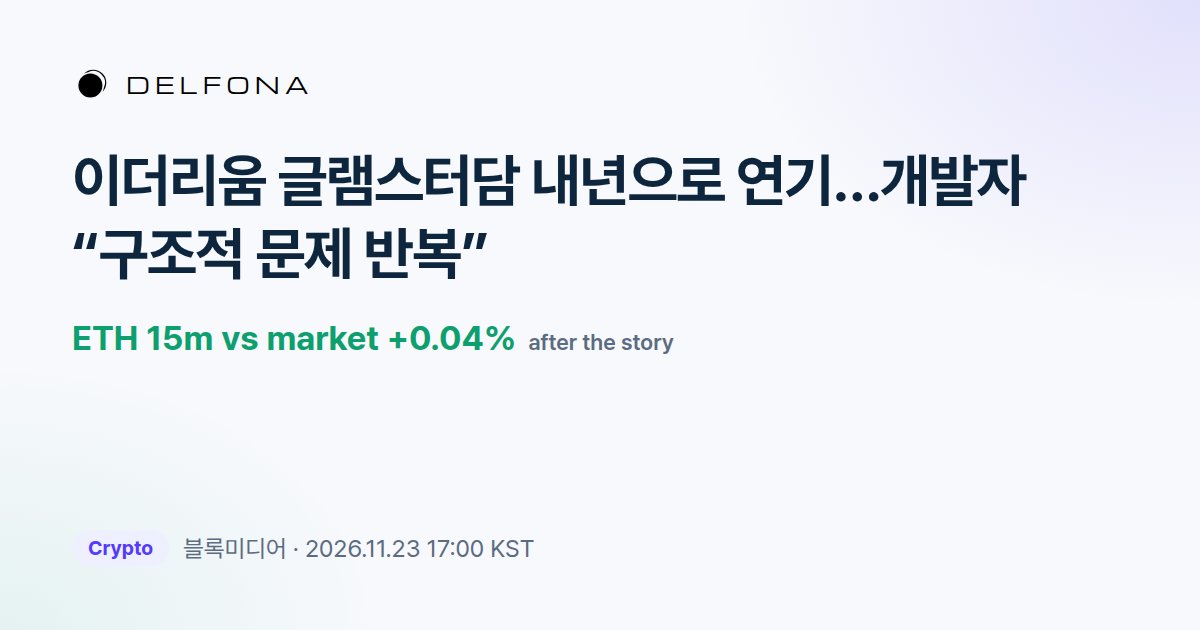 DELFONA
이더리움 글램스터담 내년으로 연기…개발자
“구조적 문제 반복”
ETH 15m vs market +0.04% after the story
Crypto 블록미디어 · 2026.11.23 17:00 KST